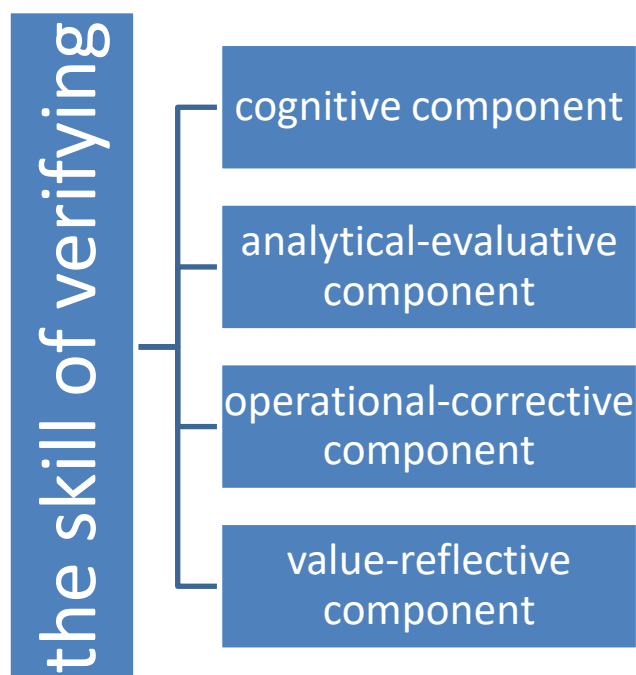 the skill of verifying
cognitive component
analytical-evaluative
component
operational-corrective
component
value-reflective
component